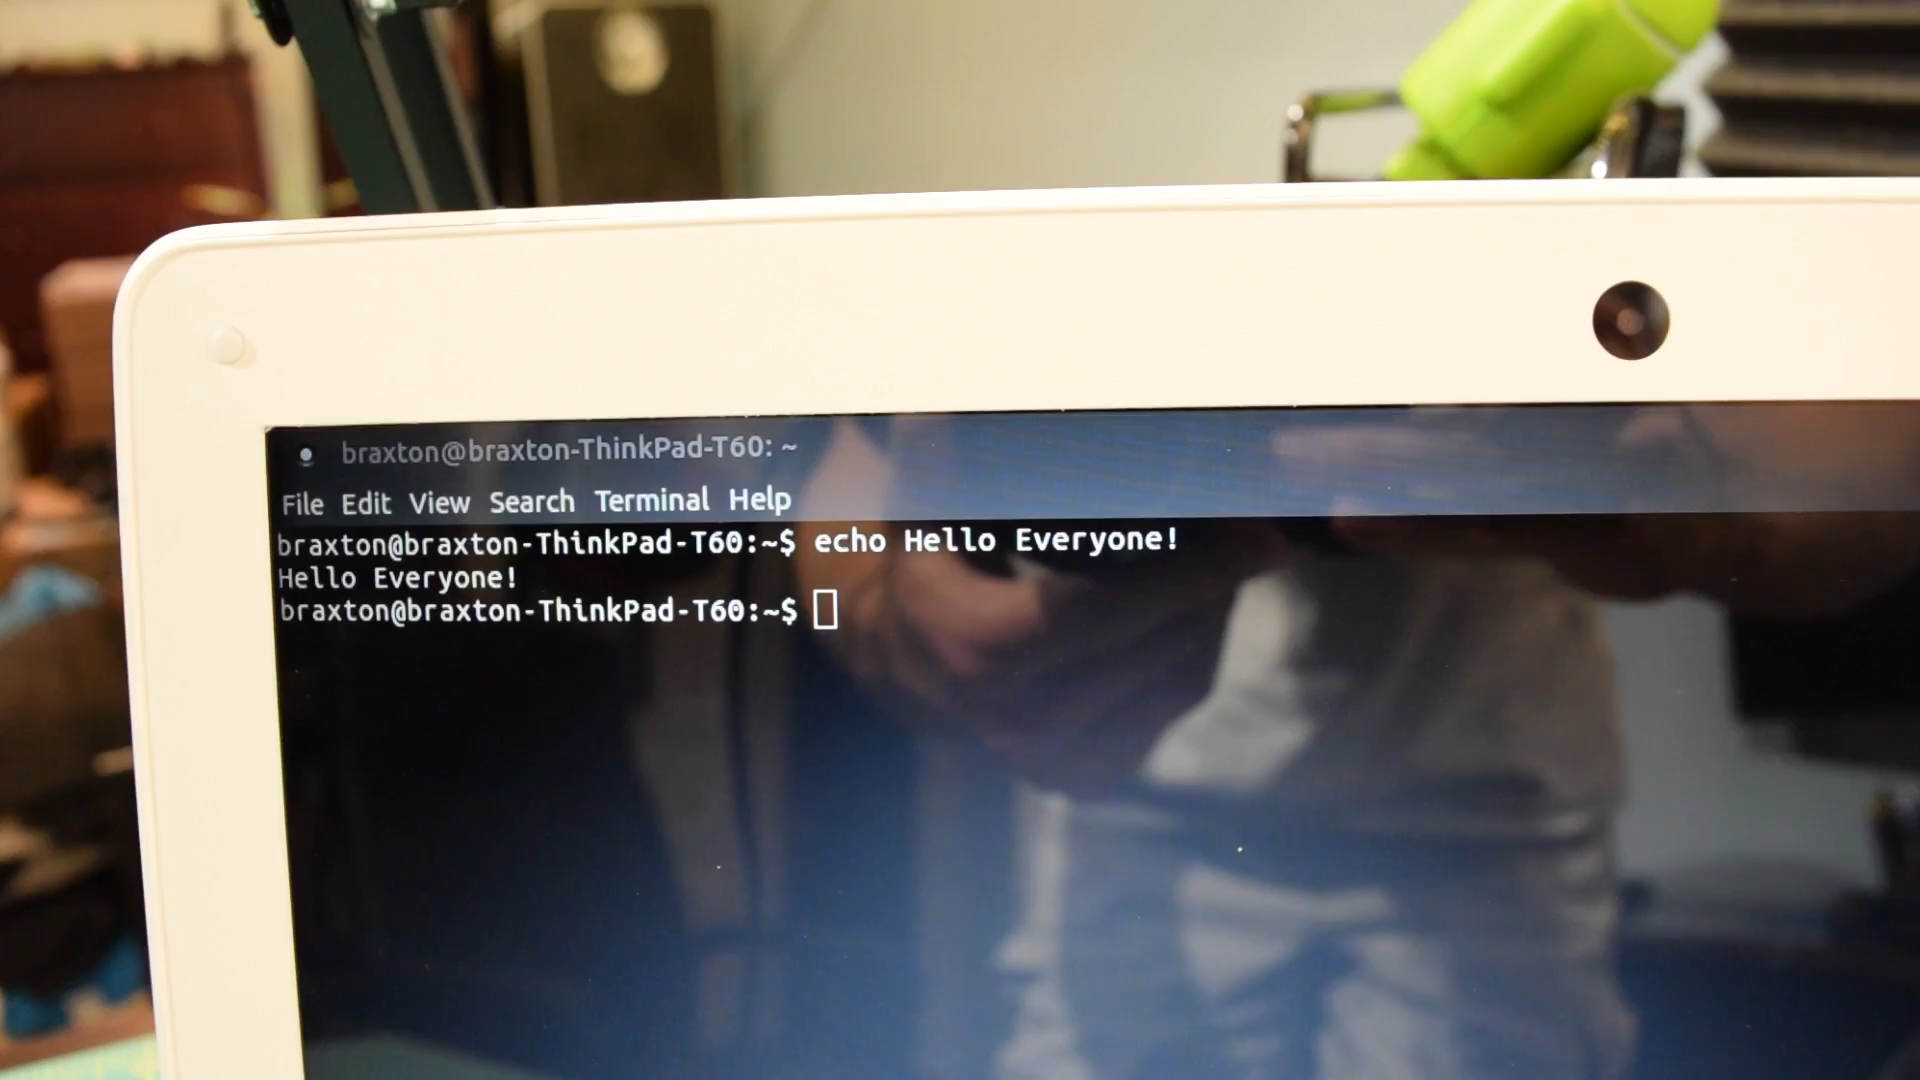 braxton@braxton-ThinkPad-T60: ~
File Edit View Search Terminal Help
braxton@braxton-ThinkPad-T60:~$ echo Hello Everyone!
Hello Everyone!
braxton@braxton-ThinkPad-T60:~$